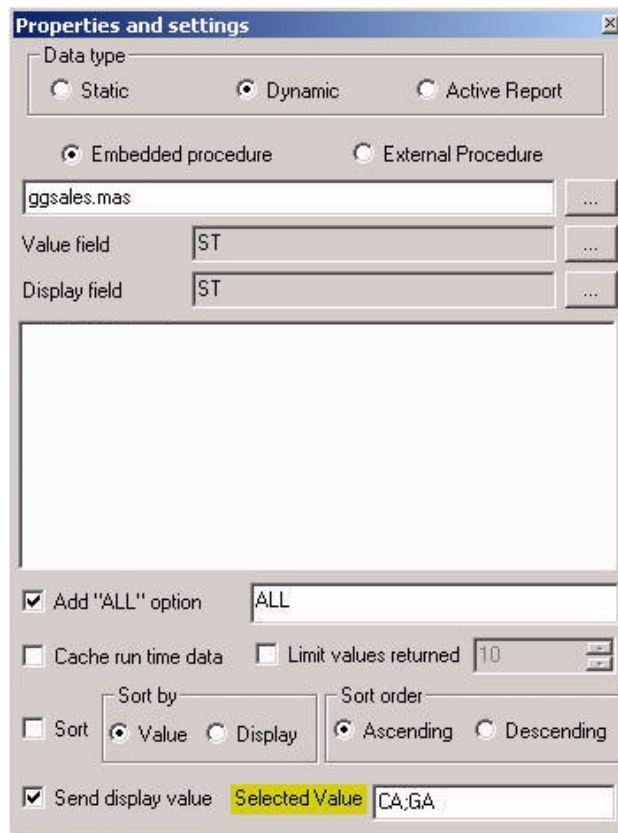 Properties and settings
Data type
Static Dynamic Active Report
Embedded procedure External Procedure
ggsales.mas ...
Value field ST ...
Display field ST ...
Add "ALL" option ALL
Cache run time data Limit values returned 10
Sort by Sort order
Sort Value Display Ascending Descending
Send display value Selected Value CA;GA